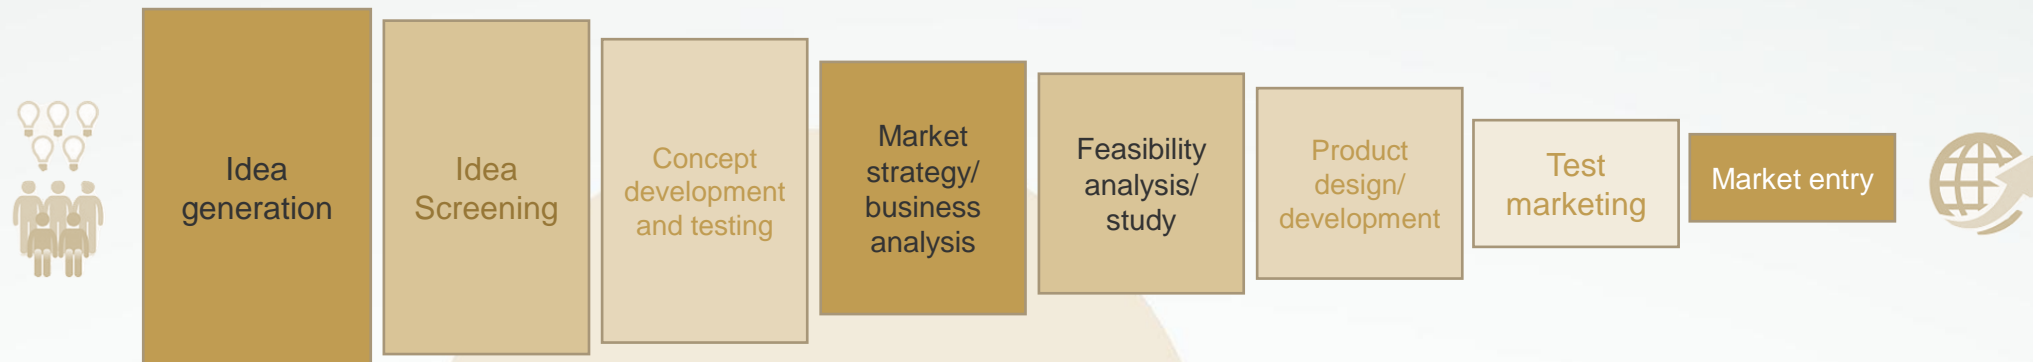 Idea
generation
Idea
Screening
Concept
development
and testing
Market
strategy/
business
analysis
Feasibility
analysis/
study
Product
design/
development
Test
marketing
Market entry